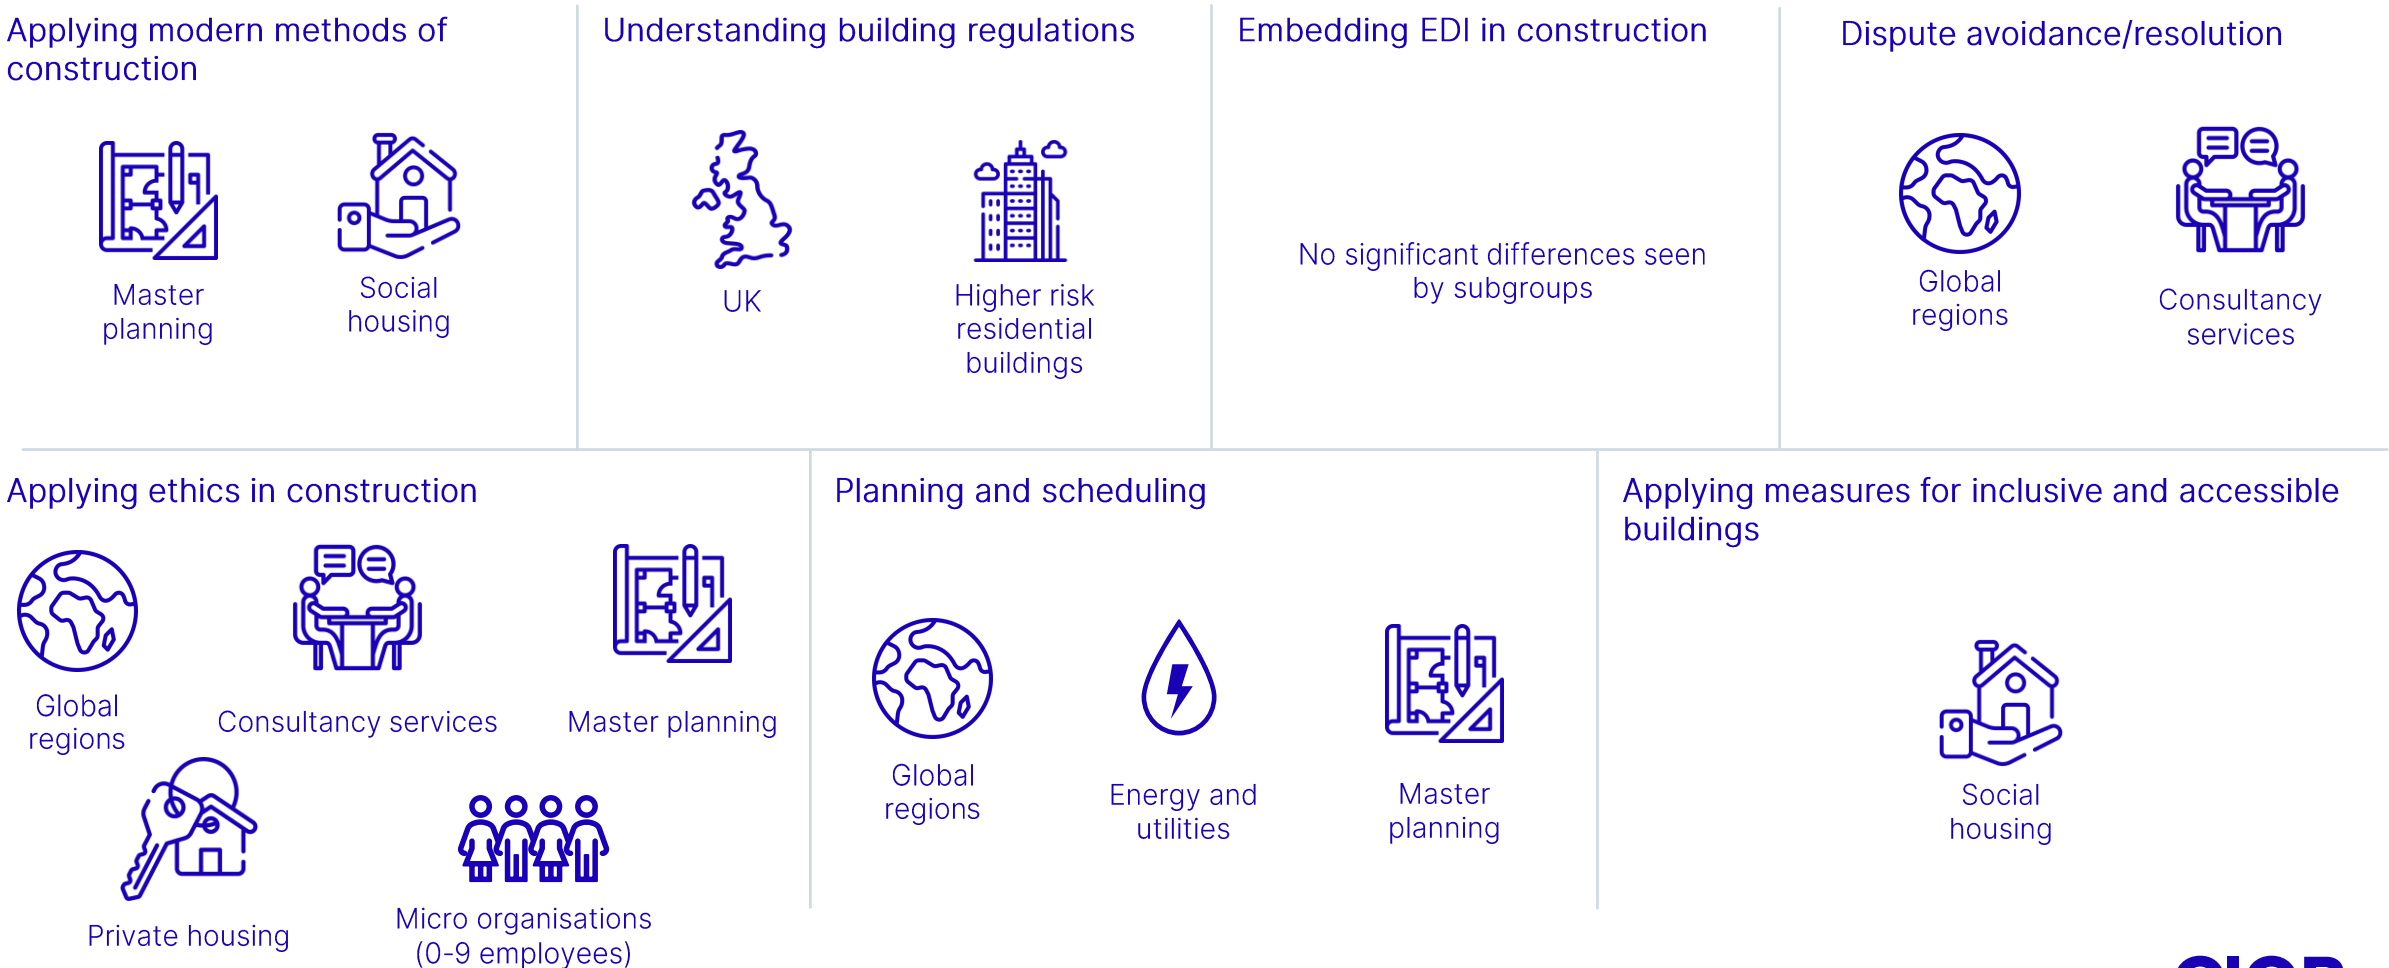 Applying modern methods of
construction
Master
planning
Social
housing
Understanding building regulations
UK
Higher risk
residential
buildings
Embedding EDI in construction
No significant differences seen
by subgroups
Dispute avoidance/resolution
Global
regions
Consultancy
services
Applying ethics in construction
Global
regions
Consultancy services
Master planning
Private housing
Micro organisations
(0-9 employees)
Planning and scheduling
Global
regions
Energy and
utilities
Master
planning
Applying measures for inclusive and accessible
buildings
Social
housing